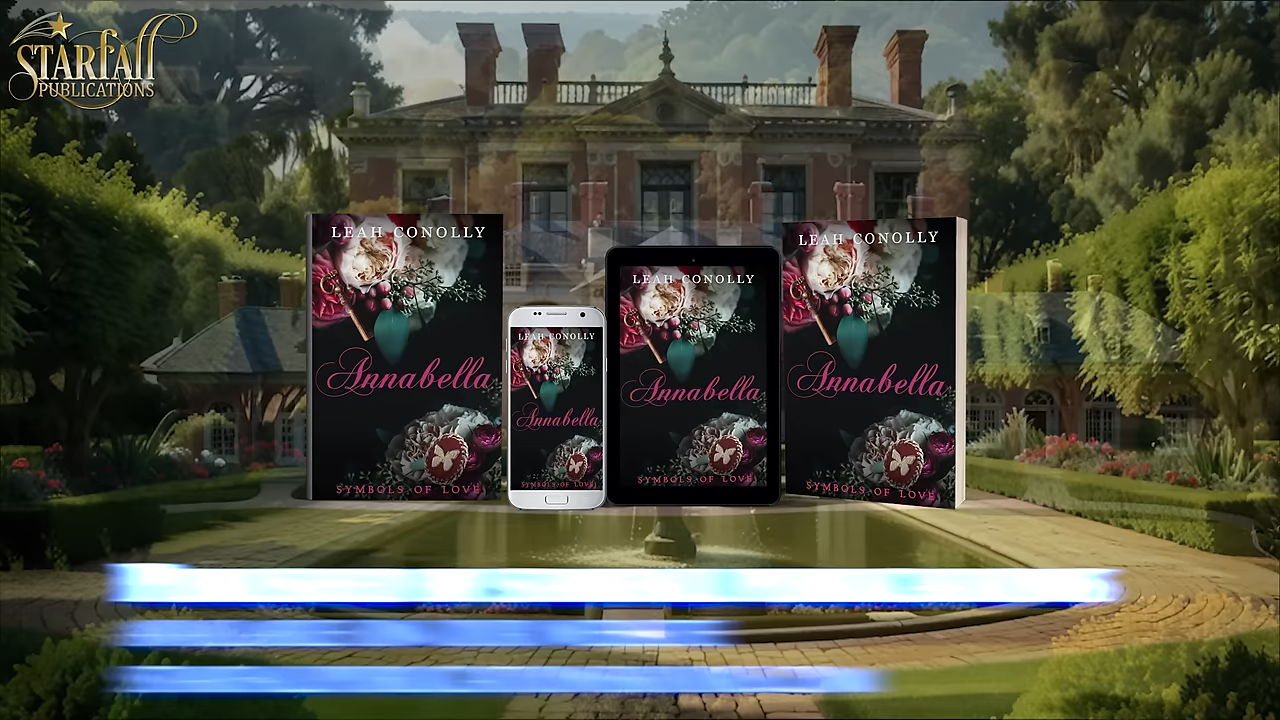 STARfall
PUBLICATIONS
LEAH CONOLLY
Annabella
SYMBOLS OF LOVE
LEAH CONOLLY
Annabella
SYMBOLS OF LOVE
LEAH CONOLLY
Annabella
SYMBOLS OF LOVE
LEAH CONOLLY
Annabella
SYMBOLS OF LOVE